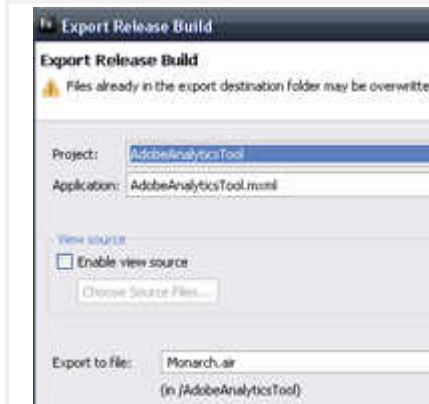 Export Release Build
Export Release Build
Files already in the export destination folder may be overwritte
Project: AdobeAnalyticsTool
Application: AdobeAnalyticsTool.mxml
View source
Enable view source
Choose Source Files...
Export to file: Monarch.air
(in /AdobeAnalyticsTool)